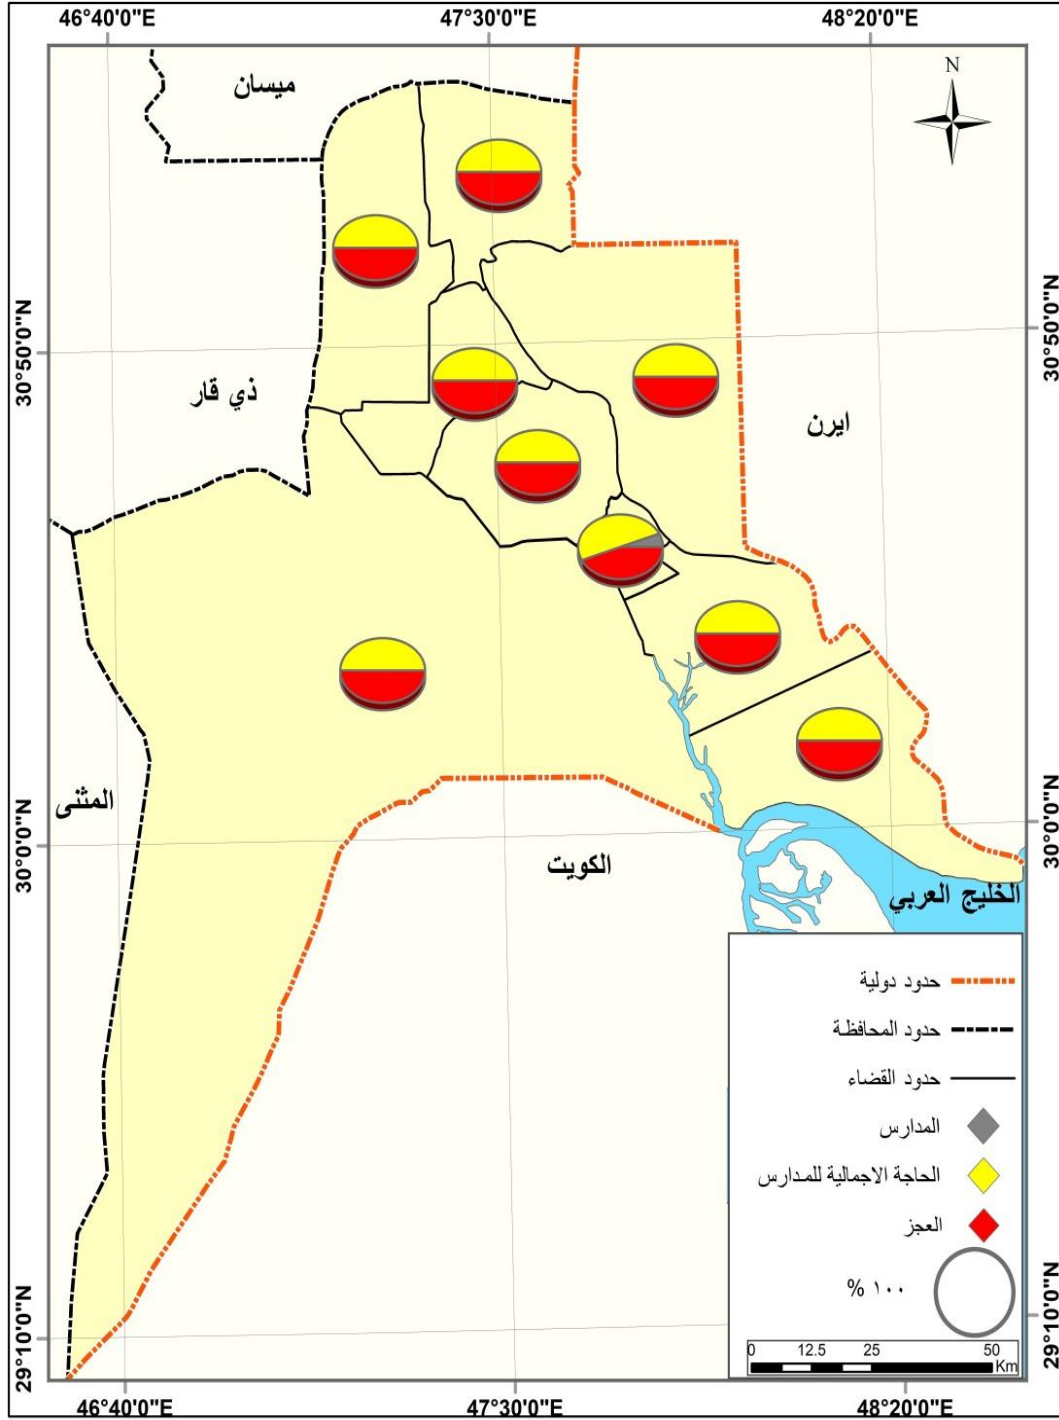 46°40'0"E 47°30'0"E 48°20'0"E
N
ميسان
30°50'0"N 30°50'0"N
ذي قار
ايرن
المثنى
30°0'0"N 30°0'0"N
الكويت
الخليج العربي
حدود دولية
حدود المحافظة
حدود القضاء
المدارس
الحاجة الاجمالية للمدارس
العجز
١٠٠ %
0 12.5 25 50
Km
29°10'0"N 29°10'0"N
46°40'0"E 47°30'0"E 48°20'0"E